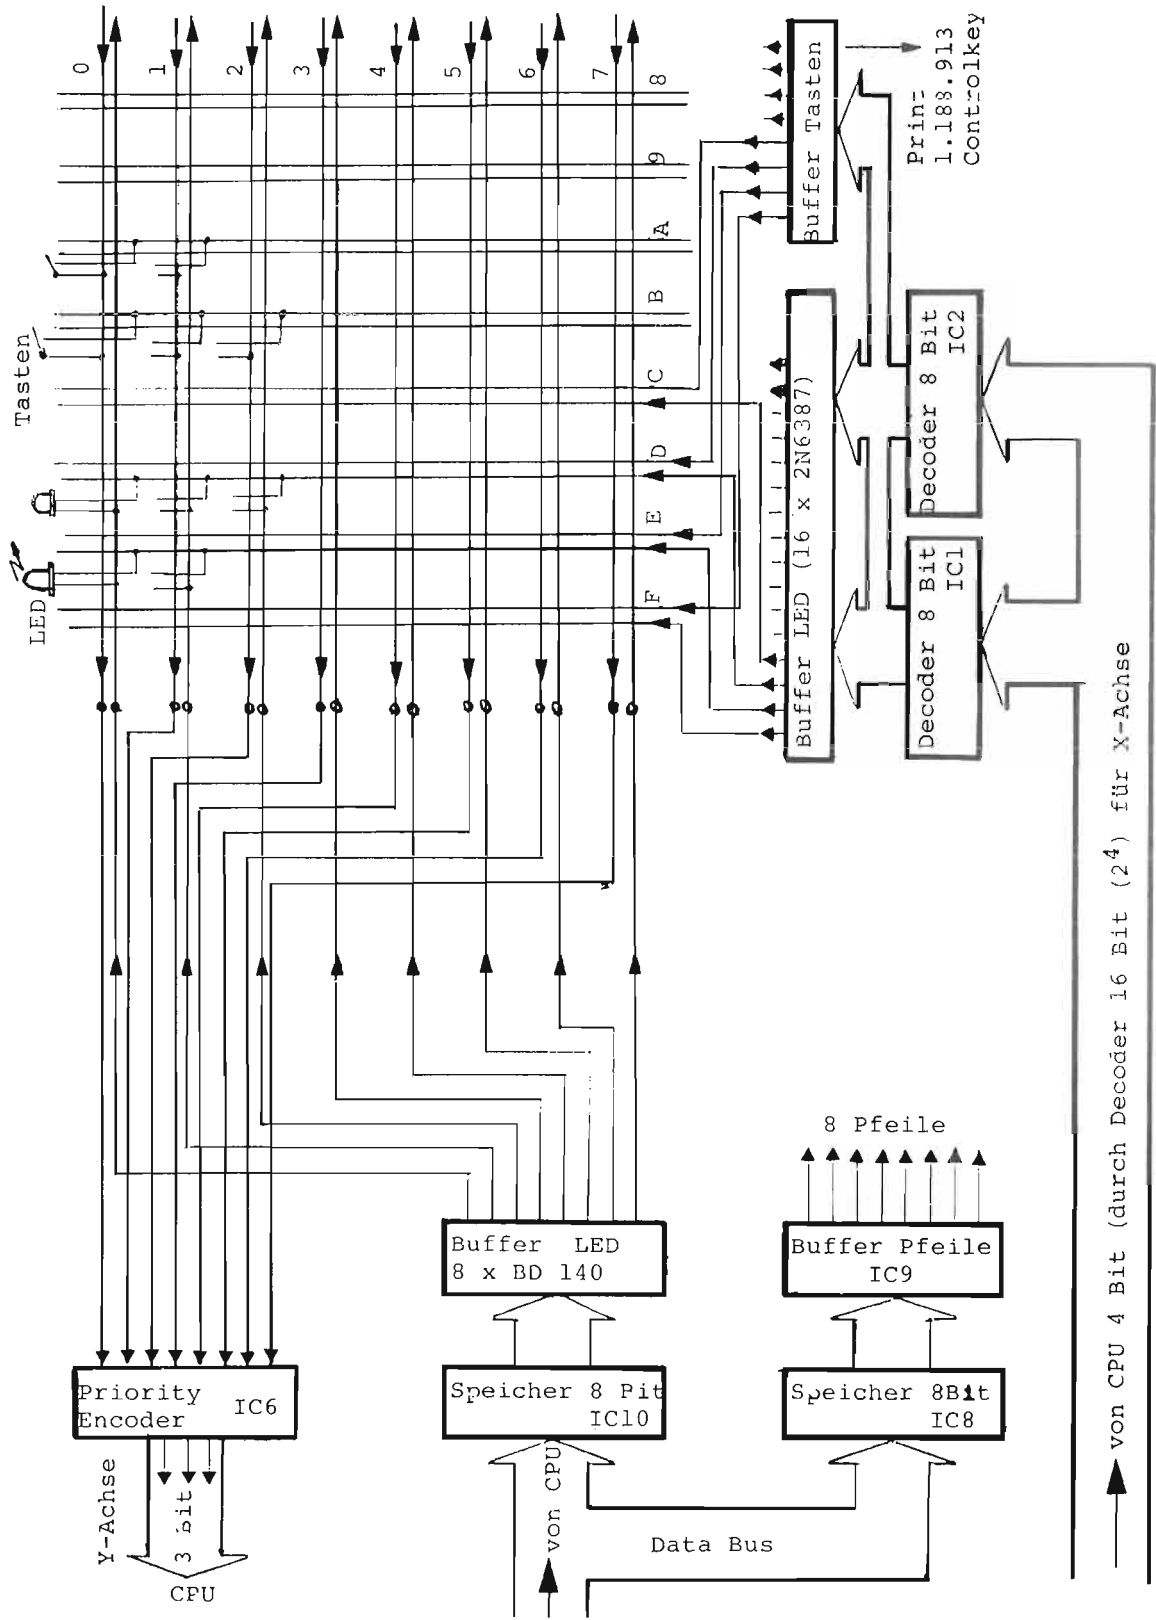 0
1
2
3
4
5
6
7
8
9
A
B
C
D
E
F
Tasten
LED
Buffer Tasten
Prin=
1.188.913
Controlkey
Buffer LED (16 x 2N6387)
Decoder 8 Bit
IC2
Decoder 8 Bit
IC1
von CPU 4 Bit (durch Decoder 16 Bit (2⁴) für X-Achse
8 Pfeile
Buffer LED
8 x BD 140
Buffer Pfeile
IC9
Priority
Encoder IC6
Speicher 8 Pit
IC10
Speicher 8Bit
IC8
Y-Achse
3 bit
CPU
von CPU
Data Bus